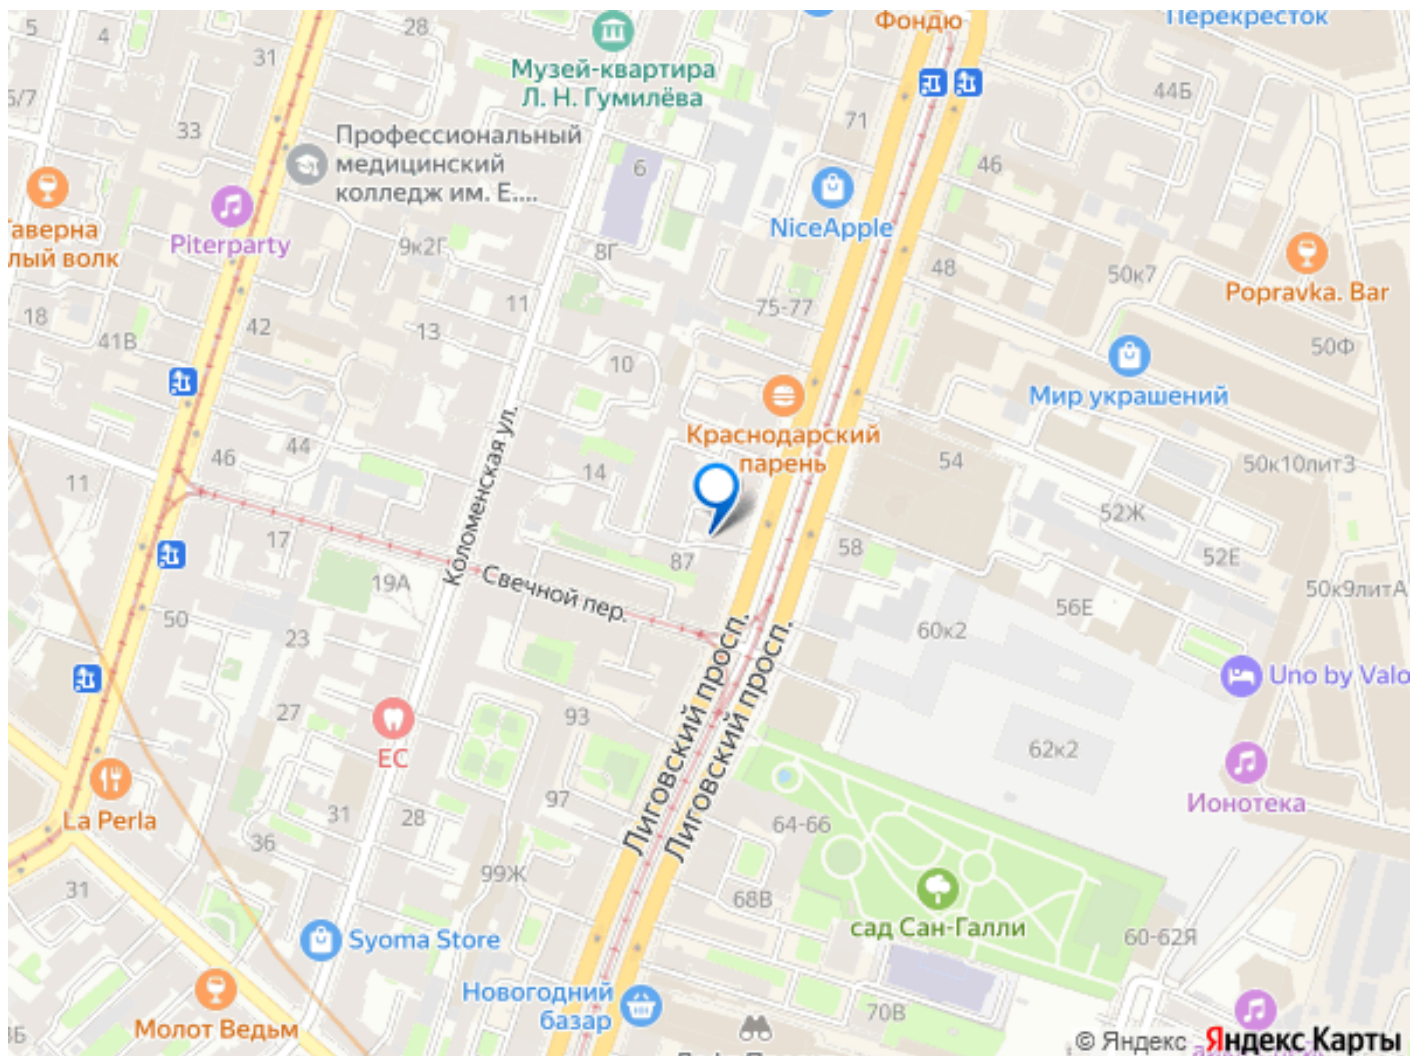 Фондю
Перекресток
5
4
28
31
Музей-квартира
Л. Н. Гумилёва
44Б
5/7
33
71
Профессиональный
медицинский
колледж им. Е....
6
46
NiceApple
Таверна
лый волк
Piterparty
9к2Г
8Г
48
50к7
Popravka. Bar
11
75-77
18
42
13
41В
10
50Ф
Мир украшений
Краснодарский
парень
44
46
14
54
50к10лит3
11
Коломенская ул.
52Ж
17
87
58
52Е
19А
Свечной пер.
56Е
50к9литА
50
23
60к2
Лиговский просп.
Лиговский просп.
Uno by Valo
27
93
62к2
ЕС
La Perla
31
28
97
64-66
Ионотека
36
99Ж
31
68В
сад Сан-Галли
60-62Я
Syoma Store
Новогодний
базар
70В
Молот Ведьм
© Яндекс
Яндекс Карты